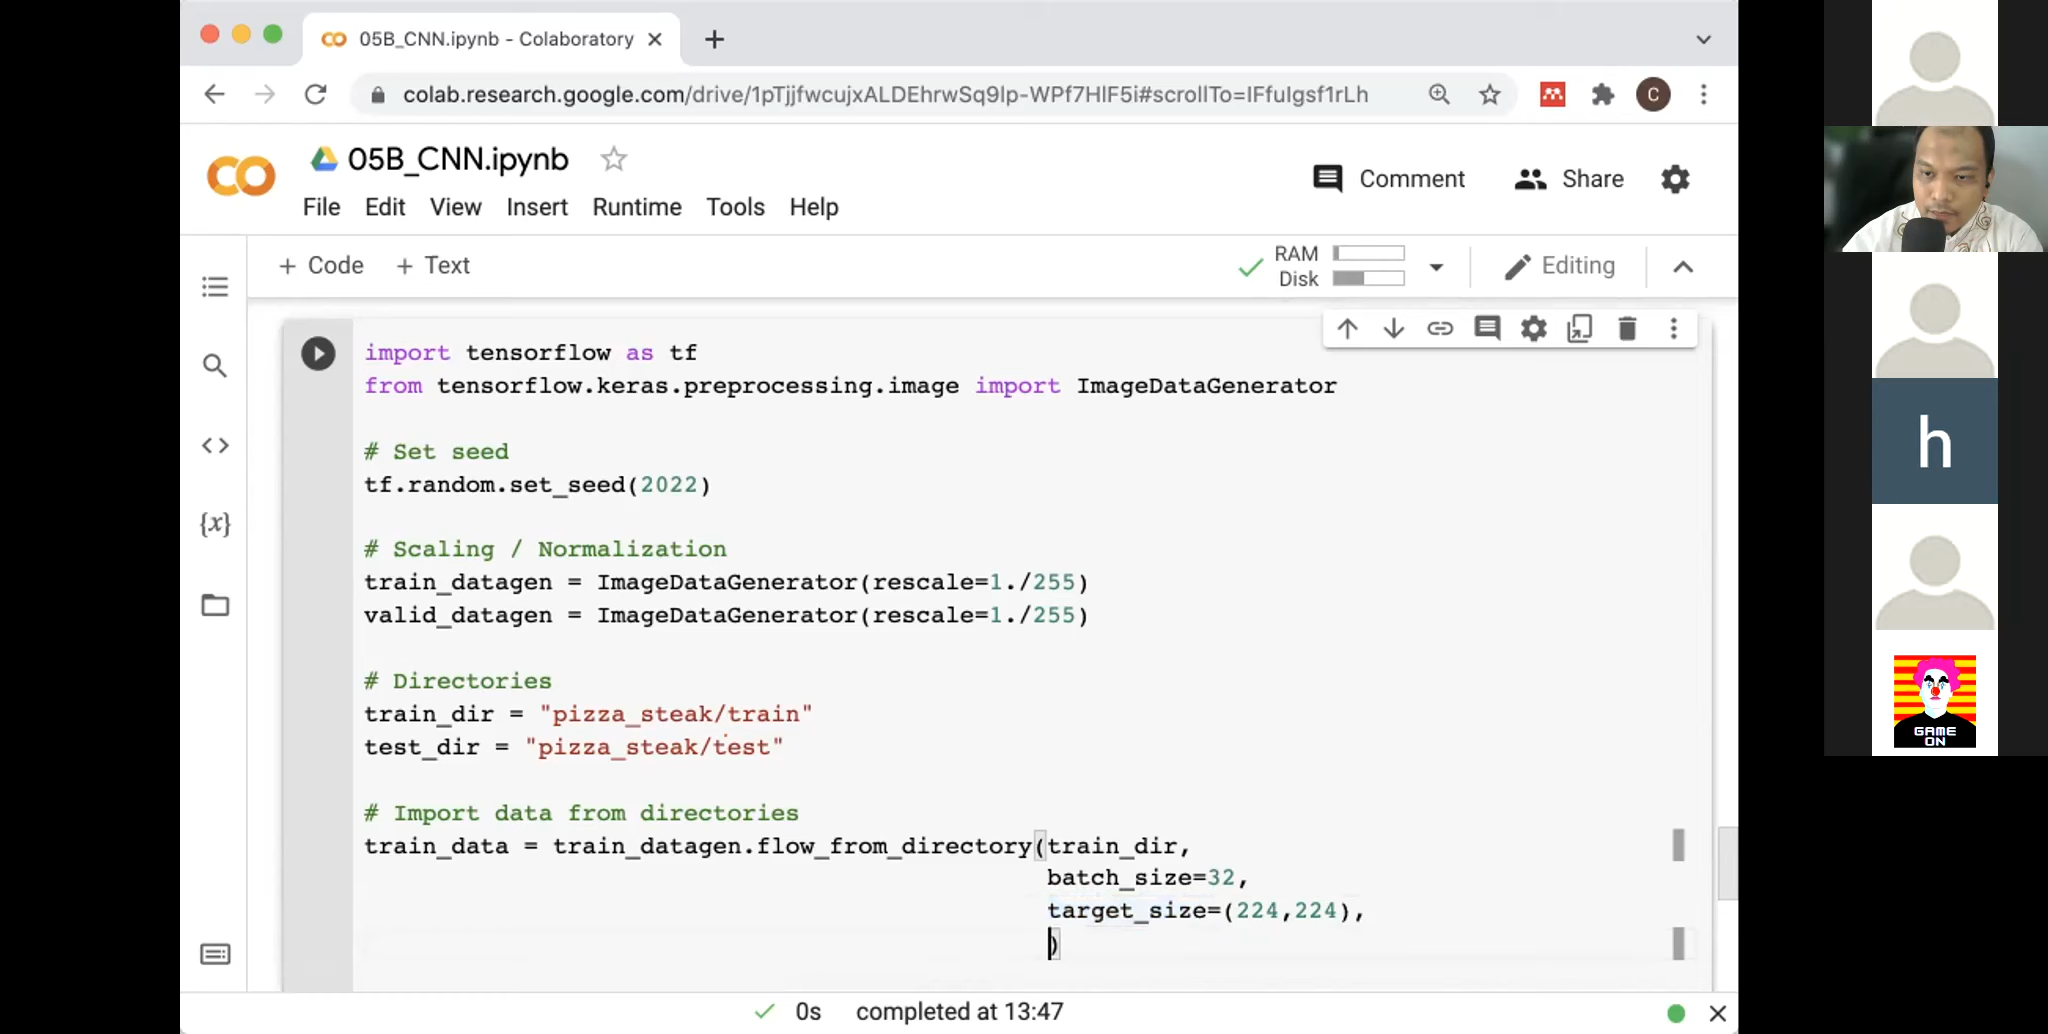 05B_CNN.ipynb - Colaboratory
colab.research.google.com/drive/1pTjjfwcujxALDEhrwSq9lp-WPf7HlF5i#scrollTo=IFfuIgsf1rLh
C
05B_CNN.ipynb
Comment
Share
File Edit View Insert Runtime Tools Help
+ Code + Text
RAM
Disk
Editing
import tensorflow as tf
from tensorflow.keras.preprocessing.image import ImageDataGenerator
# Set seed
tf.random.set_seed(2022)
# Scaling / Normalization
train_datagen = ImageDataGenerator(rescale=1./255)
valid_datagen = ImageDataGenerator(rescale=1./255)
# Directories
train_dir = "pizza_steak/train"
test_dir = "pizza_steak/test"
# Import data from directories
train_data = train_datagen.flow_from_directory(train_dir,
batch_size=32,
target_size=(224,224),
)
0s completed at 13:47
h
GAME
ON